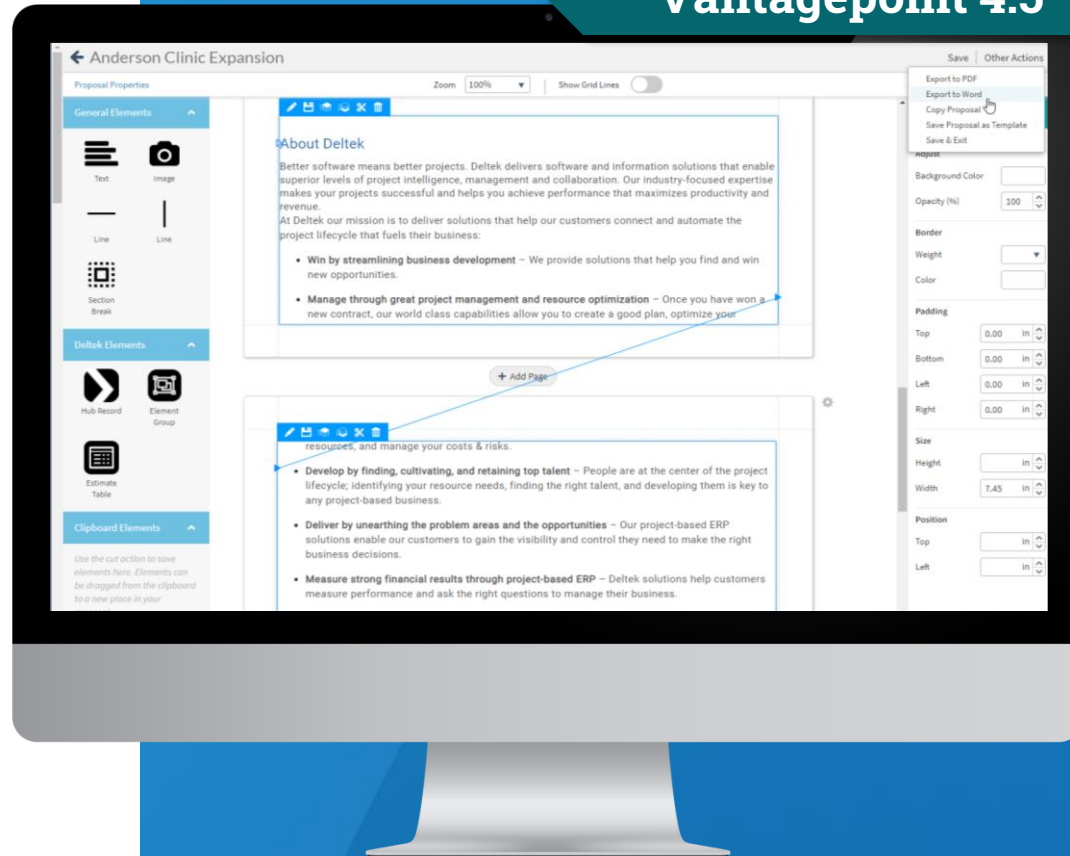 Vantagepoint 4.5
Anderson Clinic Expansion
Save | Other Actions
Proposal Properties
Zoom 100%
Show Grid Lines
Export to PDF
Export to Word
Copy Proposal
Save Proposal as Template
Save & Exit
General Elements
Text
Image
Line
Line
Section
Break
Deltek Elements
Hub Record
Element
Group
Estimate
Table
Clipboard Elements
Use the cut action to save
elements here. Elements can
be dragged from the clipboard
to a new place in your
About Deltek
Better software means better projects. Deltek delivers software and information solutions that enable
superior levels of project intelligence, management and collaboration. Our industry-focused expertise
makes your projects successful and helps you achieve performance that maximizes productivity and
revenue.
At Deltek our mission is to deliver solutions that help our customers connect and automate the
project lifecycle that fuels their business:
• Win by streamlining business development – We provide solutions that help you find and win
new opportunities.
• Manage through great project management and resource optimization – Once you have won a
new contract, our world class capabilities allow you to create a good plan, optimize your
+ Add Page
resources, and manage your costs & risks.
• Develop by finding, cultivating, and retaining top talent – People are at the center of the project
lifecycle; identifying your resource needs, finding the right talent, and developing them is key to
any project-based business.
• Deliver by unearthing the problem areas and the opportunities – Our project-based ERP
solutions enable our customers to gain the visibility and control they need to make the right
business decisions.
• Measure strong financial results through project-based ERP – Deltek solutions help customers
measure performance and ask the right questions to manage their business.
Adjust
Background Color
Opacity (%) 100
Border
Weight
Color
Padding
Top 0.00 in
Bottom 0.00 in
Left 0.00 in
Right 0.00 in
Size
Height in
Width 7.45 in
Position
Top in
Left in